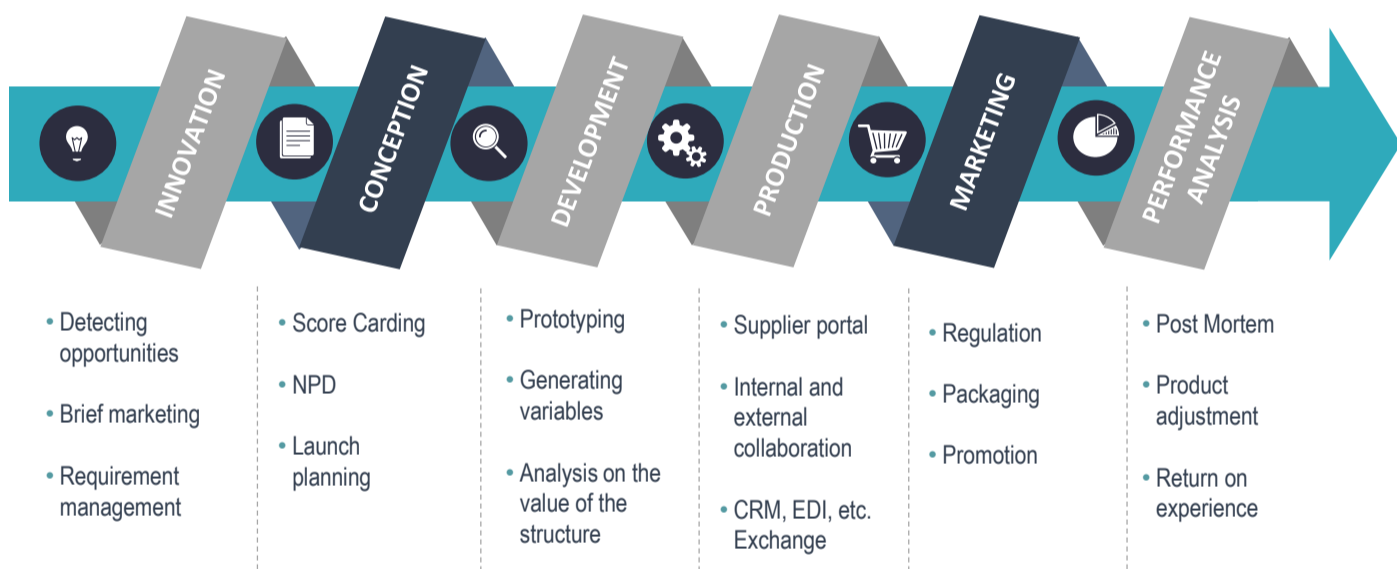 INNOVATION
CONCEPTION
DEVELOPMENT
PRODUCTION
MARKETING
PERFORMANCE
ANALYSIS
• Detecting
opportunities
• Brief marketing
• Requirement
management
• Score Carding
• NPD
• Launch
planning
• Prototyping
• Generating
variables
• Analysis on the
value of the
structure
• Supplier portal
• Internal and
external
collaboration
• CRM, EDI, etc.
Exchange
• Regulation
• Packaging
• Promotion
• Post Mortem
• Product
adjustment
• Return on
experience